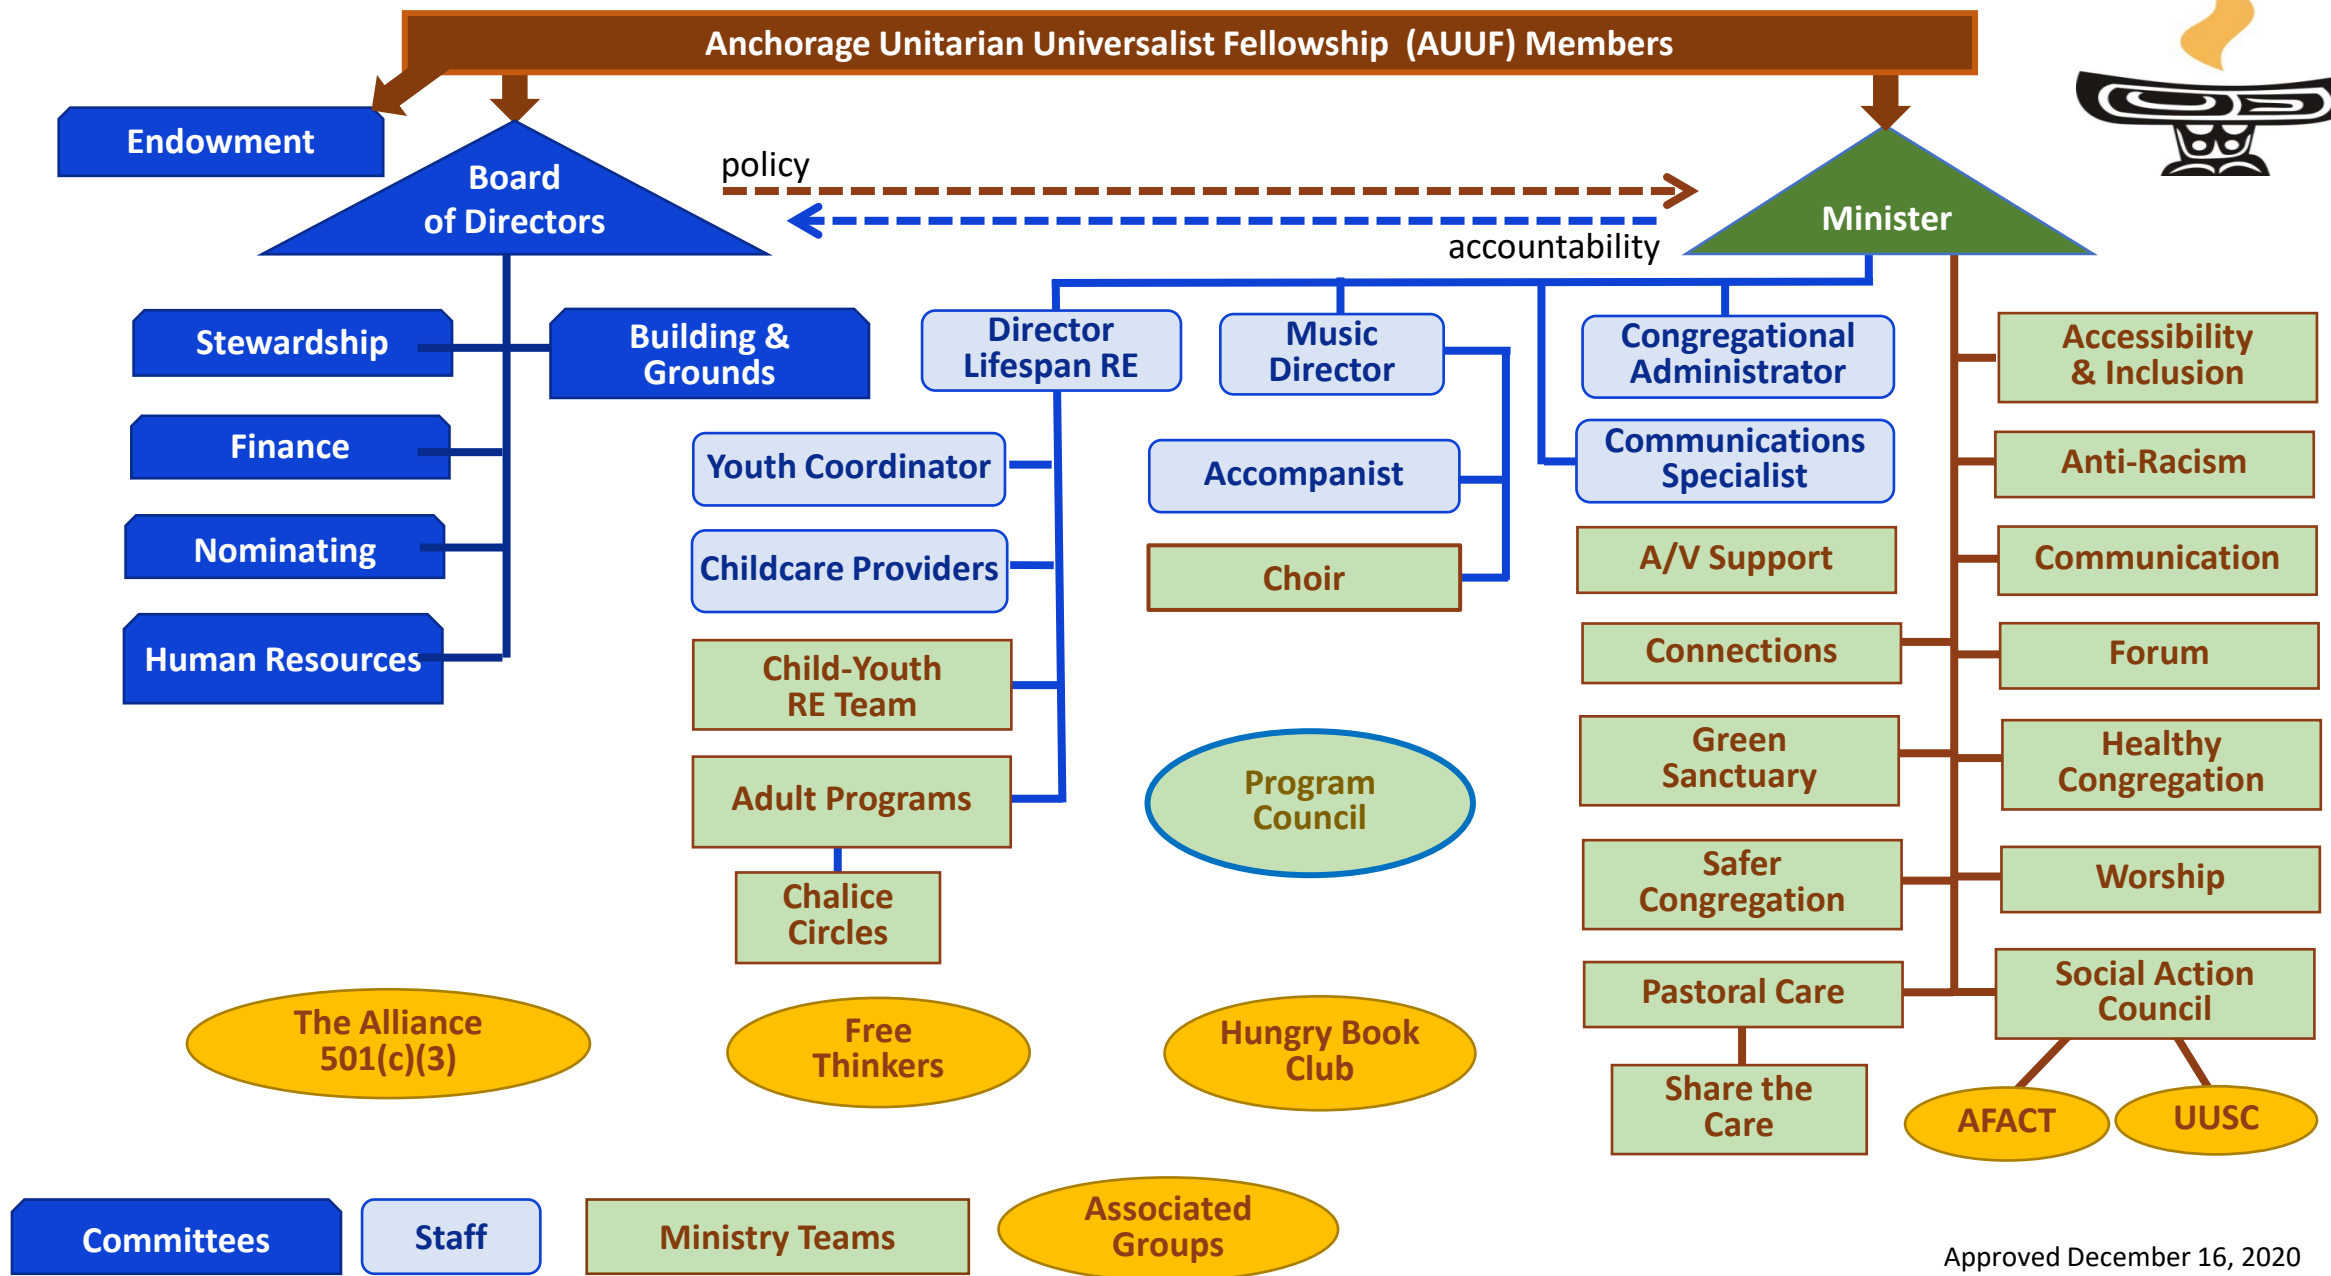 Anchorage Unitarian Universalist Fellowship (AUUF) Members
Endowment
Board
of Directors
policy
accountability
Minister
Stewardship
Building &
Grounds
Finance
Nominating
Human Resources
Director
Lifespan RE
Music
Director
Congregational
Administrator
Youth Coordinator
Accompanist
Communications
Specialist
Childcare Providers
Choir
A/V Support
Child-Youth
RE Team
Connections
Adult Programs
Program
Council
Green
Sanctuary
Chalice
Circles
Safer
Congregation
Pastoral Care
Share the
Care
Accessibility
& Inclusion
Anti-Racism
Communication
Forum
Healthy
Congregation
Worship
Social Action
Council
AFACT
UUSC
The Alliance
501(c)(3)
Free
Thinkers
Hungry Book
Club
Committees
Staff
Ministry Teams
Associated
Groups
Approved December 16, 2020